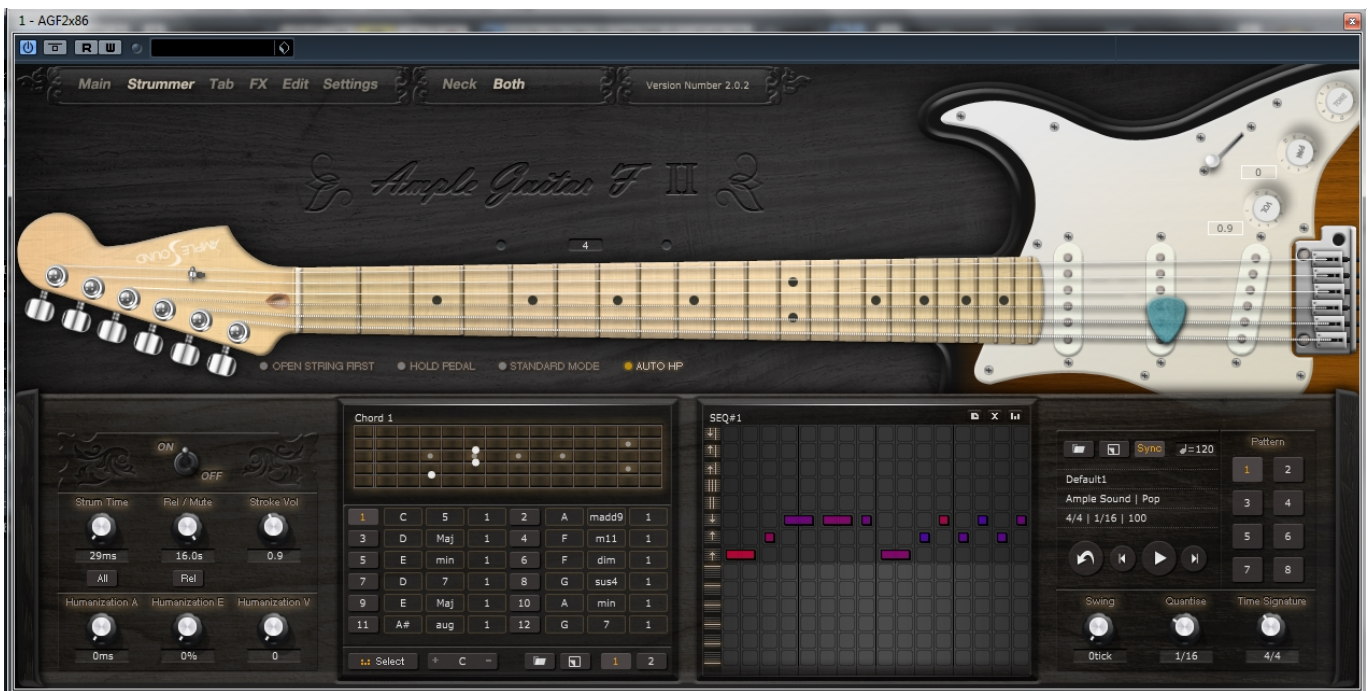 1 - AGF2x86
R W
Main Strummer Tab FX Edit Settings Neck Both Version Number 2.0.2
TONE
PIM
0
VOL
0.9
Ample Guitar F II
AMPLE SOUND
4
OPEN STRING FIRST HOLD PEDAL STANDARD MODE AUTO HP
ON
OFF
Strum Time Rel / Mute Stroke Vol
29ms 16.0s 0.9
All Rel
Humanization A Humanization E Humanization V
0ms 0% 0
Chord 1
1 C 5 1 2 A madd9 1
3 D Maj 1 4 F m11 1
5 E min 1 6 F dim 1
7 D 7 1 8 G sus4 1
9 E Maj 1 10 A min 1
11 A# aug 1 12 G 7 1
Select + C - 1 2
SEQ#1 X
Sync =120
Default1
Ample Sound | Pop
4/4 | 1/16 | 100
Pattern
1 2
3 4
5 6
7 8
Swing Quantise Time Signature
0tick 1/16 4/4